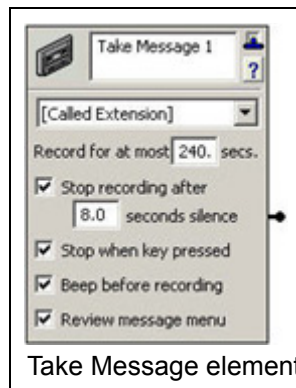 Take Message 1
?
[Called Extension]
Record for at most 240. secs.
Stop recording after
8.0 seconds silence
Stop when key pressed
Beep before recording
Review message menu
Take Message element